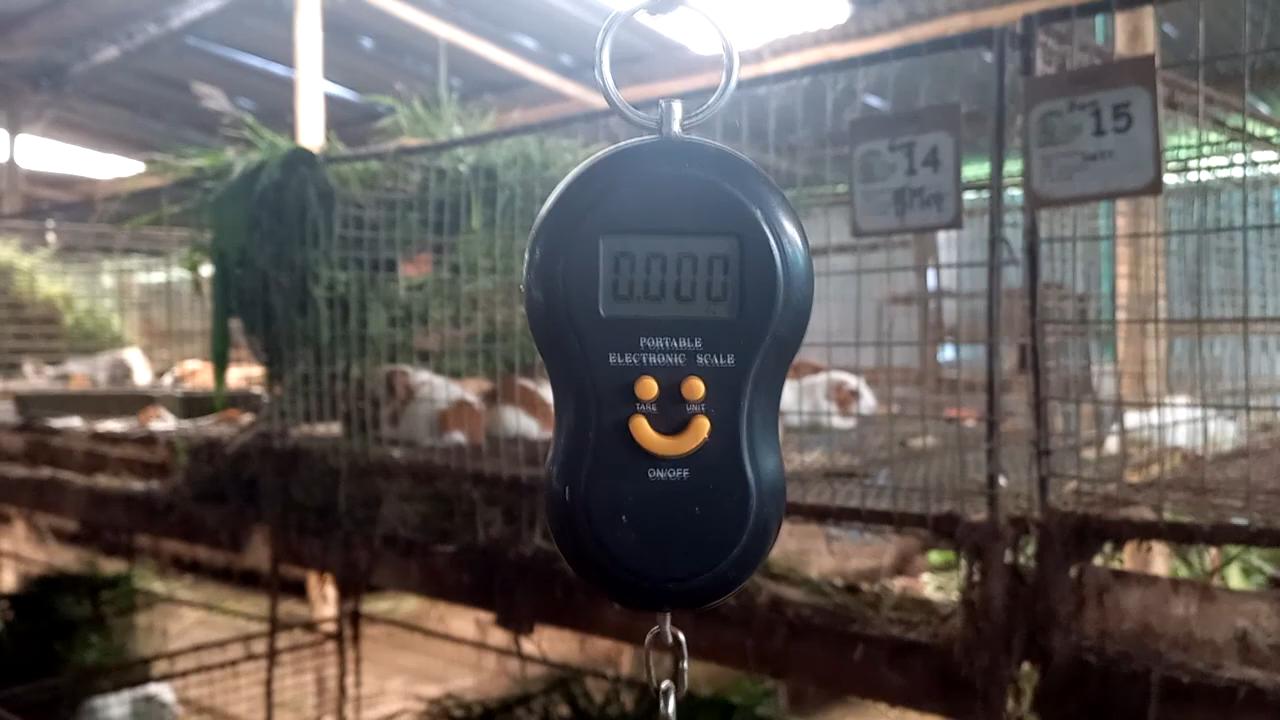 0.000
PORTABLE
ELECTRONIC SCALE
TARE UNIT
ON/OFF
14
15